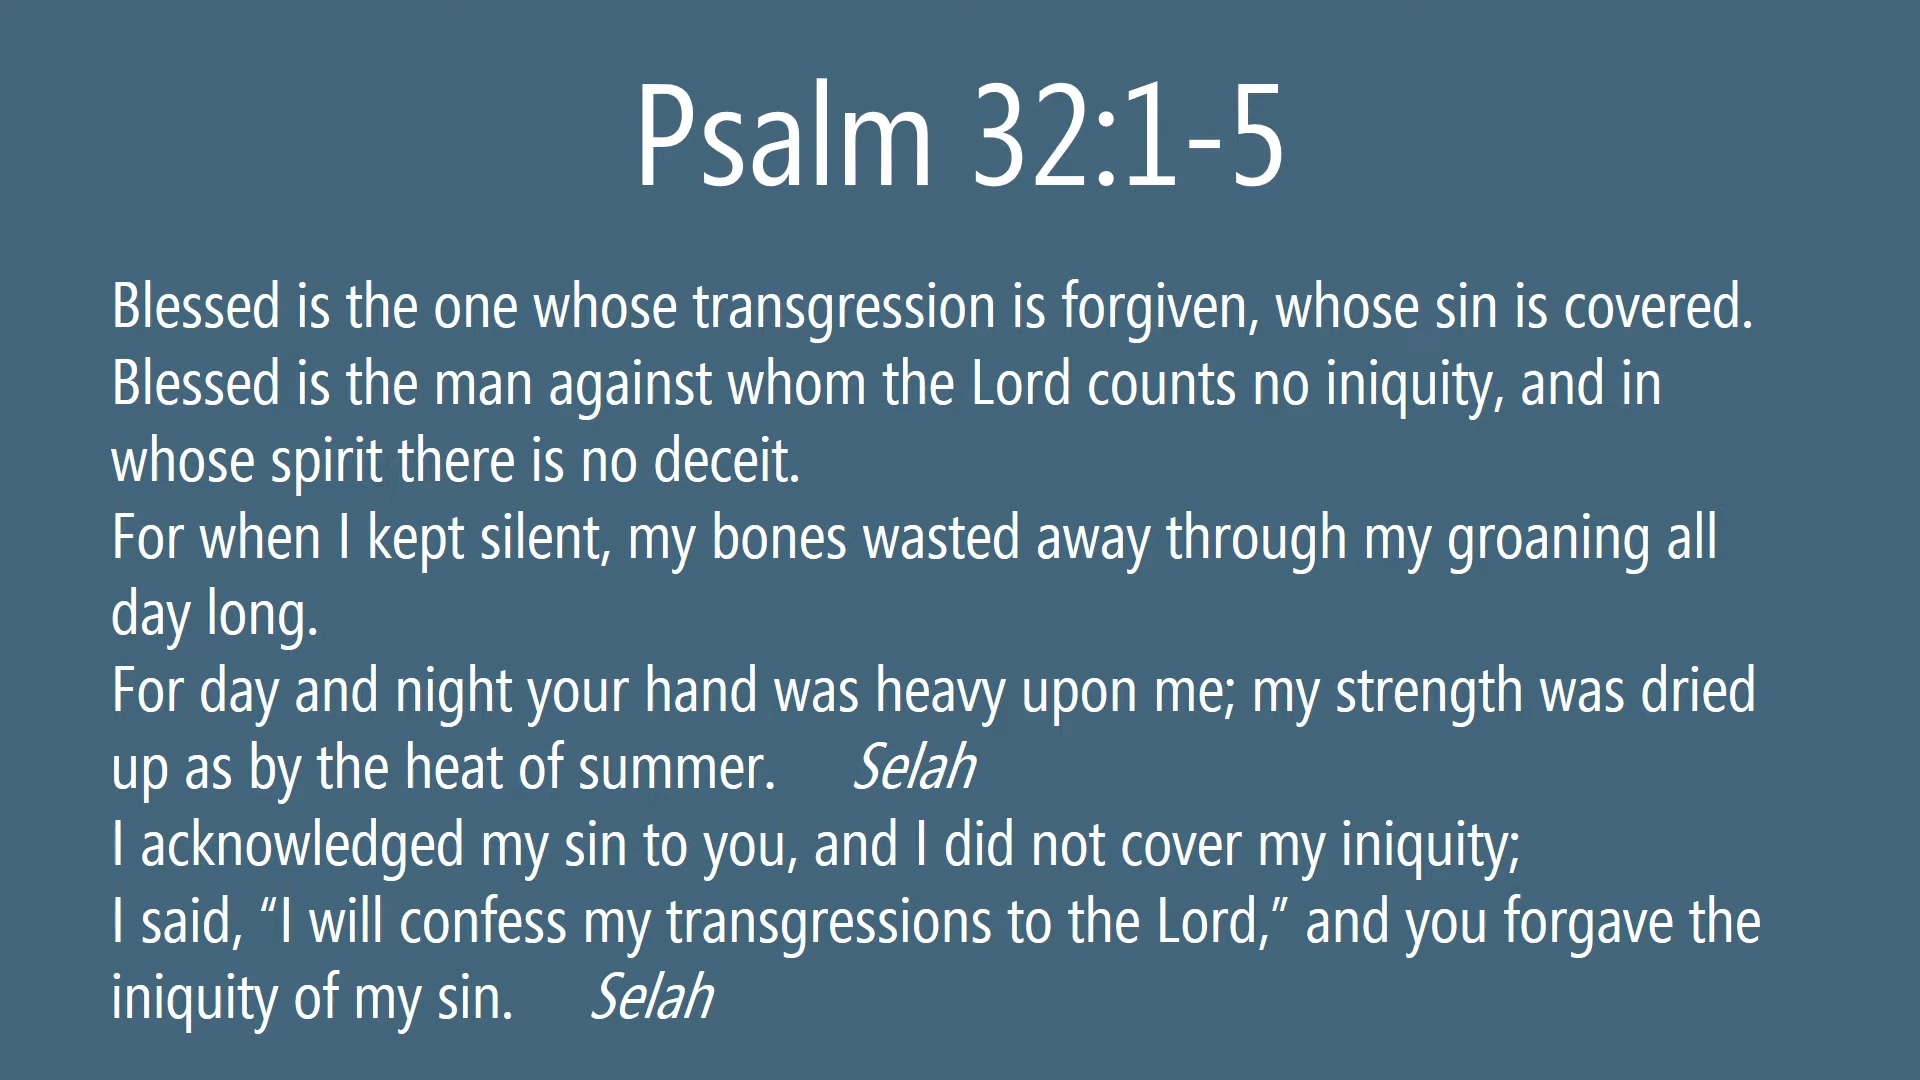 Psalm 32:1-5
Blessed is the one whose transgression is forgiven, whose sin is covered.
Blessed is the man against whom the Lord counts no iniquity, and in
whose spirit there is no deceit.
For when I kept silent, my bones wasted away through my groaning all
day long.
For day and night your hand was heavy upon me; my strength was dried
up as by the heat of summer. Selah
I acknowledged my sin to you, and I did not cover my iniquity;
I said, “I will confess my transgressions to the Lord,” and you forgave the
iniquity of my sin. Selah